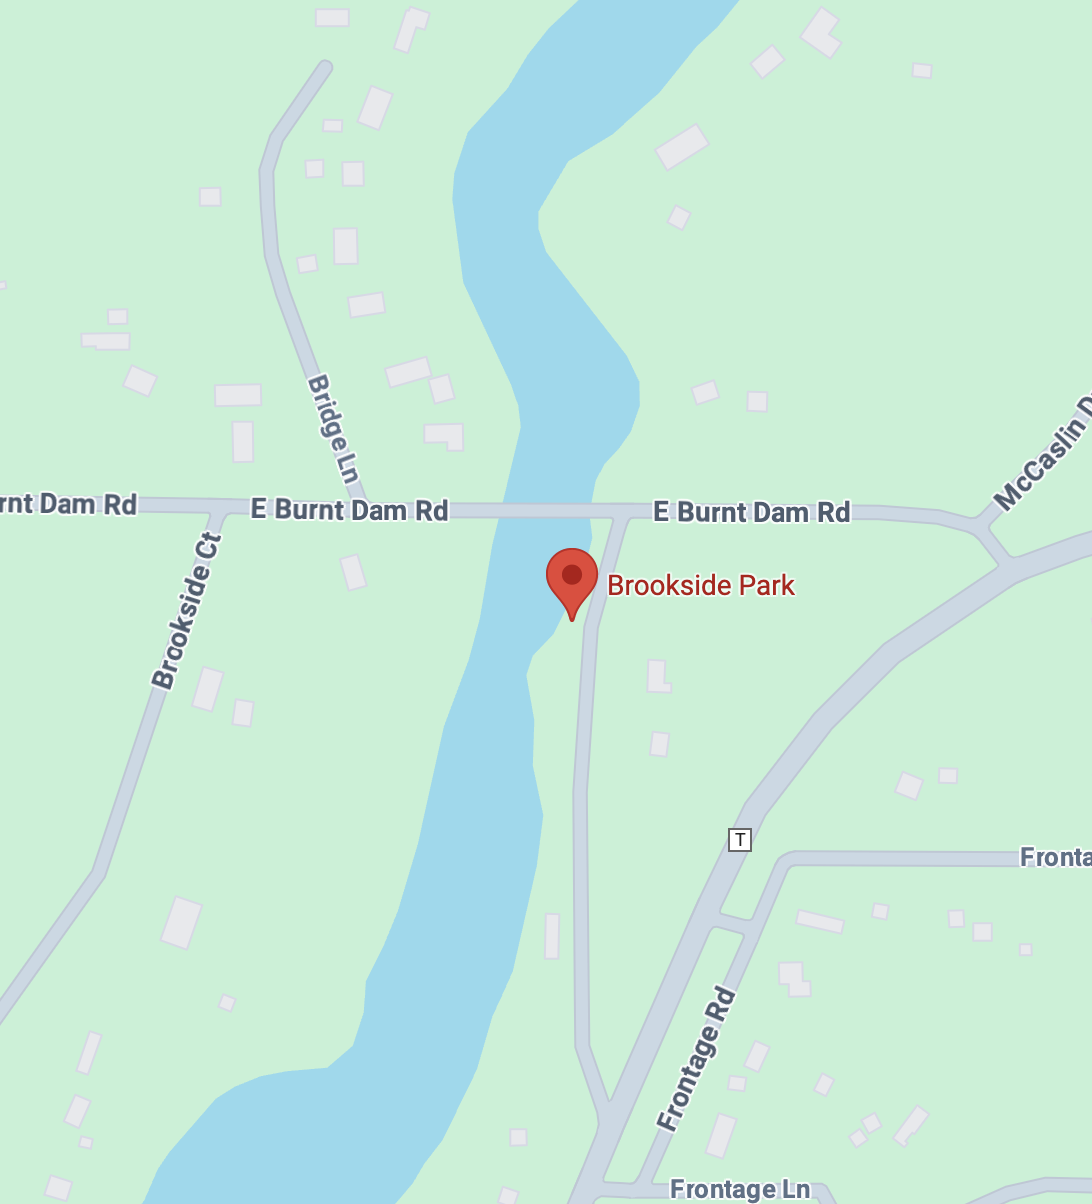 McCaslin D
Bridge Ln
rnt Dam Rd
E Burnt Dam Rd
E Burnt Dam Rd
Brookside Ct
Brookside Park
T
Fronta
Frontage Rd
Frontage Ln